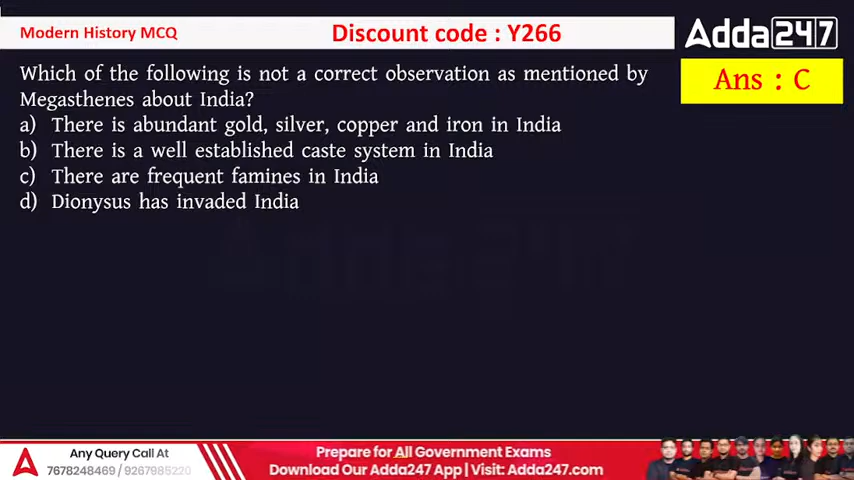 Modern History MCQ
Discount code : Y266
Adda247
Which of the following is not a correct observation as mentioned by
Megasthenes about India?
Ans : C
a) There is abundant gold, silver, copper and iron in India
b) There is a well established caste system in India
c) There are frequent famines in India
d) Dionysus has invaded India
Any Query Call At
7678248469 / 9267985220
Prepare for All Government Exams
Download Our Adda247 App | Visit: Adda247.com